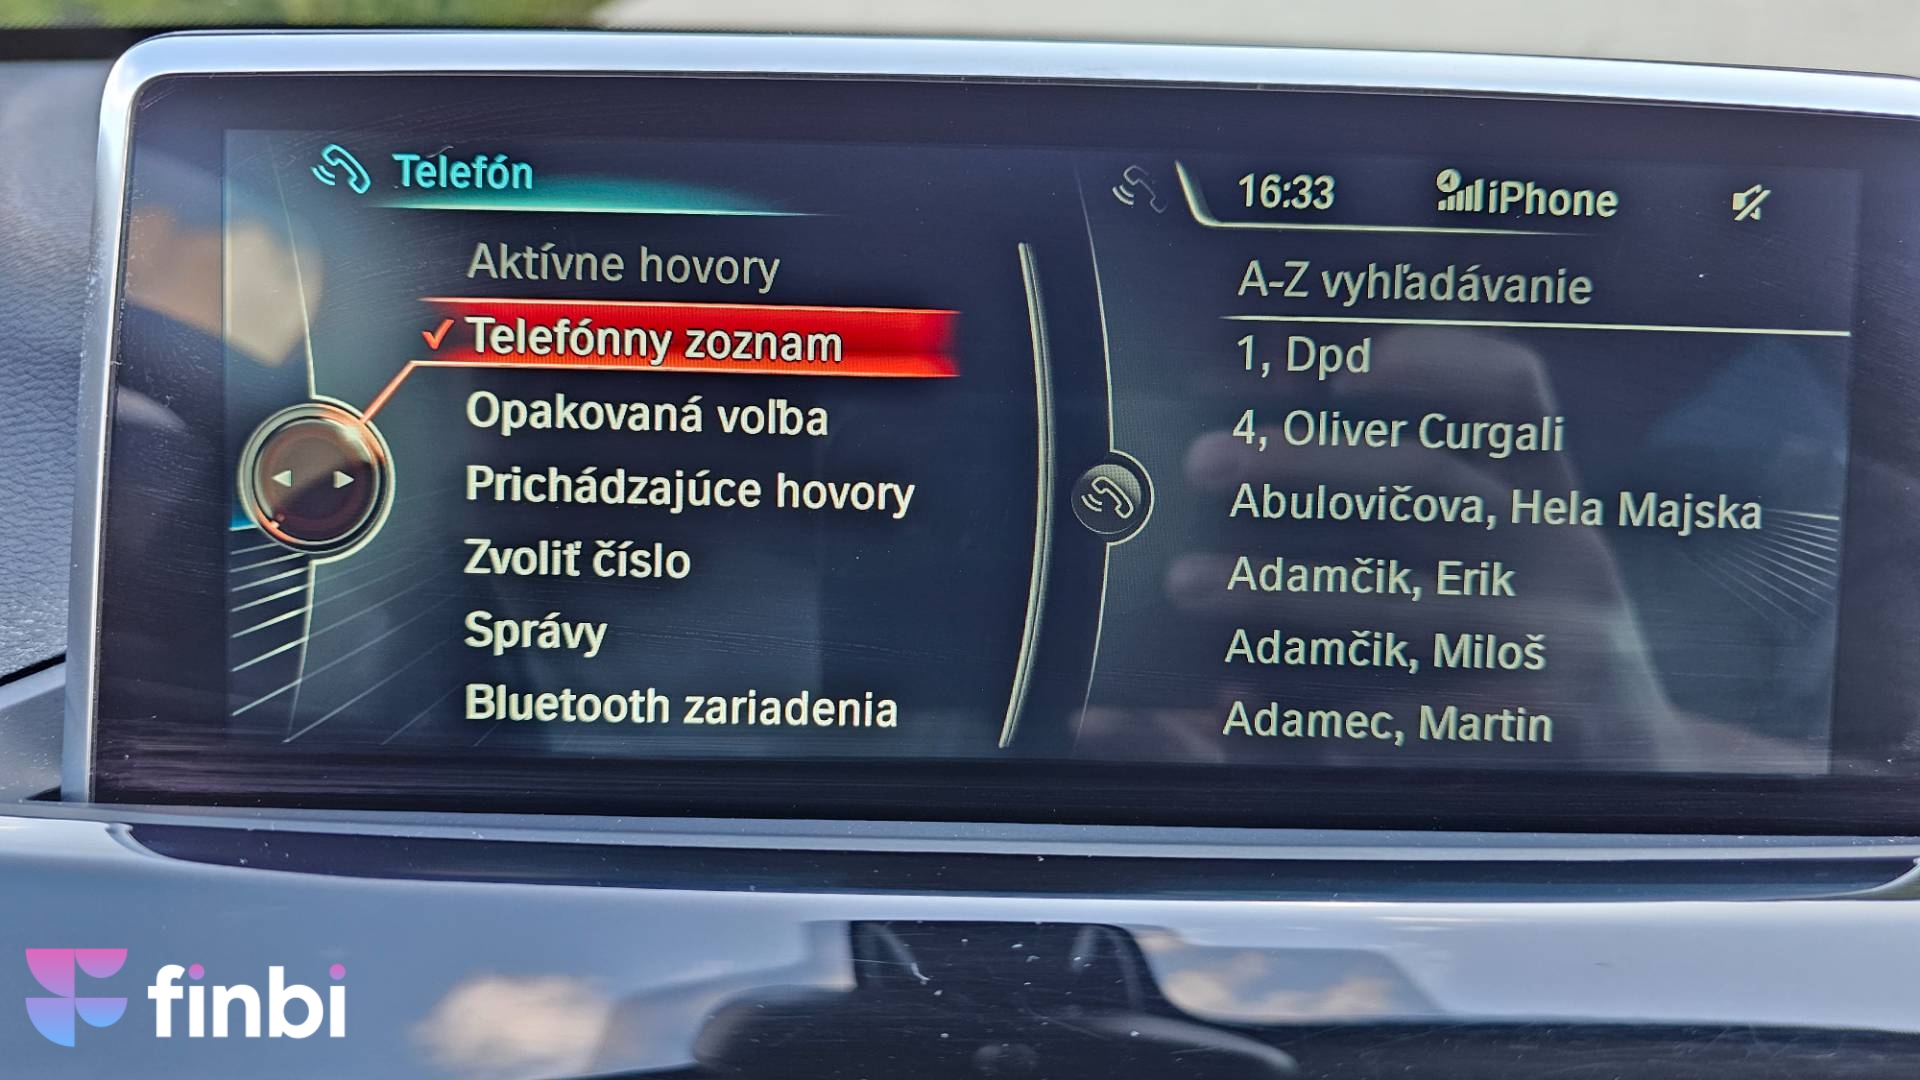 Telefón
Aktívne hovory
Telefónny zoznam
Opakovaná voľba
Prichádzajúce hovory
Zvoliť číslo
Správy
Bluetooth zariadenia
16:33 iPhone
A-Z vyhľadávanie
1, Dpd
4, Oliver Curgali
Abulovičova, Hela Majska
Adamčik, Erik
Adamčik, Miloš
Adamec, Martin
finbi